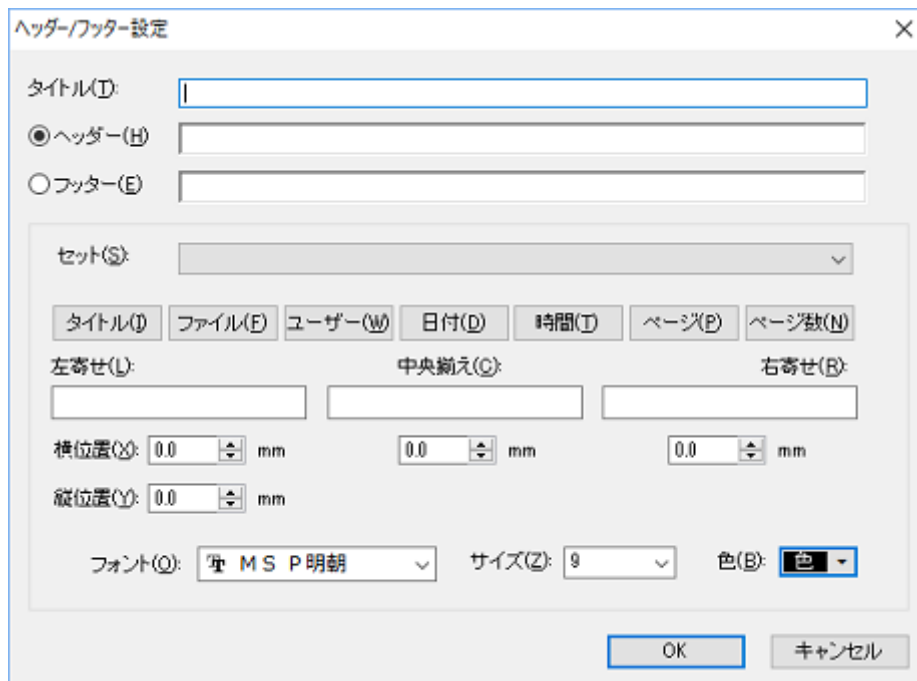 ヘッダー/フッター設定
タイトル(T):
ヘッダー(H)
フッター(E)
セット(S):
タイトル(I) ファイル(F) ユーザー(W) 日付(D) 時間(T) ページ(P) ページ数(N)
左寄せ(L): 中央揃え(C): 右寄せ(R):
横位置(X): 0.0 mm 0.0 mm 0.0 mm
縦位置(Y): 0.0 mm
フォント(O): MS P明朝 サイズ(Z): 9 色(B): 色
OK キャンセル